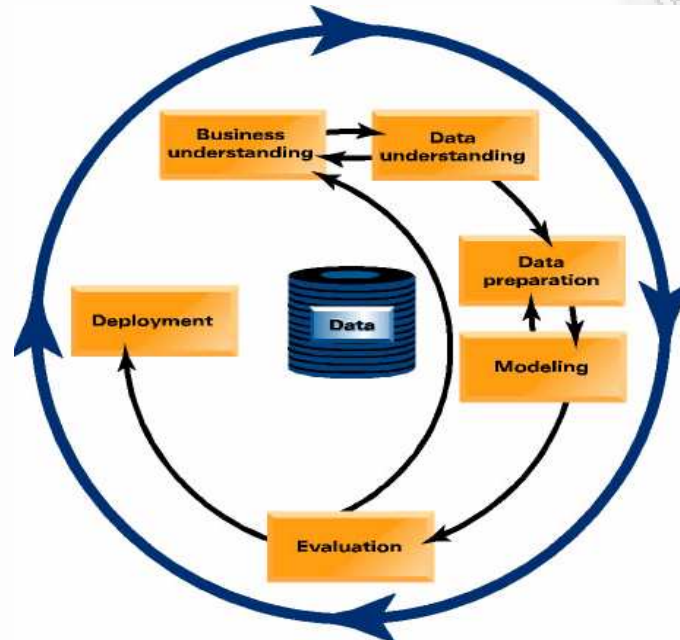 Business
understanding
Data
understanding
Data
preparation
Deployment
Data
Modeling
Evaluation